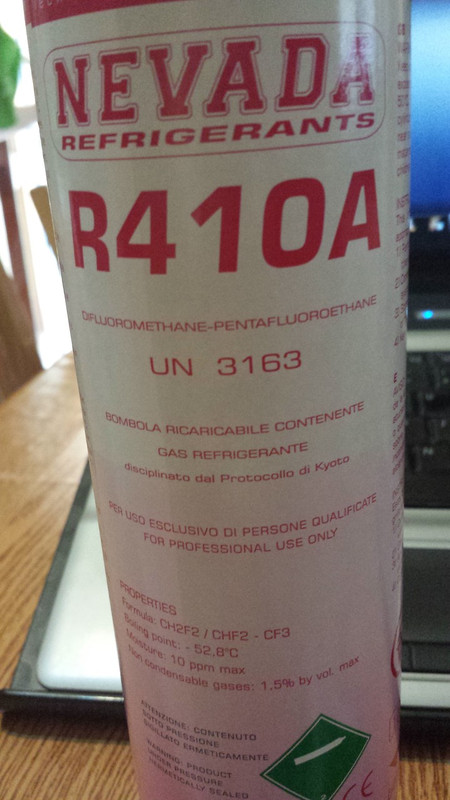 NEVADA
REFRIGERANTS
R410A
DIFLUOROMETHANE-PENTAFLUOROETHANE
UN 3163
BOMBOLA RICARICABILE CONTENENTE
GAS REFRIGERANTE
disciplinato dal Protocollo di Kyoto
PER USO ESCLUSIVO DI PERSONE QUALIFICATE
FOR PROFESSIONAL USE ONLY
PROPERTIES
Formula: CH2F2 / CHF2 - CF3
Boiling point: - 52,8°C
Moisture: 10 ppm max
Non condensable gases: 1.5% by vol. max
ATTENZIONE: CONTENUTO
SOTTO PRESSIONE
SIGILLATO ERMETICAMENTE
WARNING: PRODUCT
UNDER PRESSURE
HERMETICALLY SEALED
CE